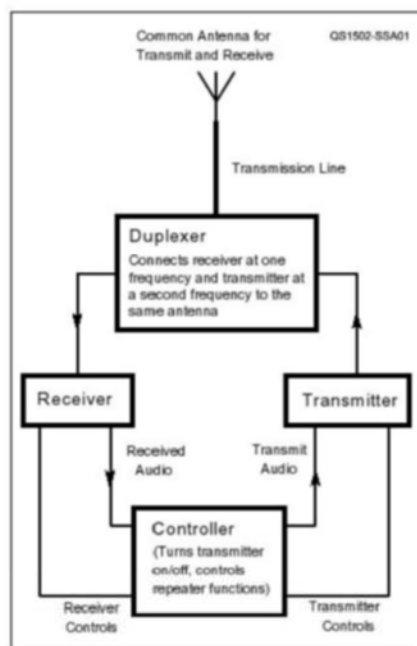 Common Antenna for
Transmit and Receive
QS1502-SSA01
Transmission Line
Duplexer
Connects receiver at one
frequency and transmitter at
a second frequency to the
same antenna
Receiver
Transmitter
Received
Audio
Transmit
Audio
Controller
(Turns transmitter
on/off, controls
repeater functions)
Receiver
Controls
Transmitter
Controls